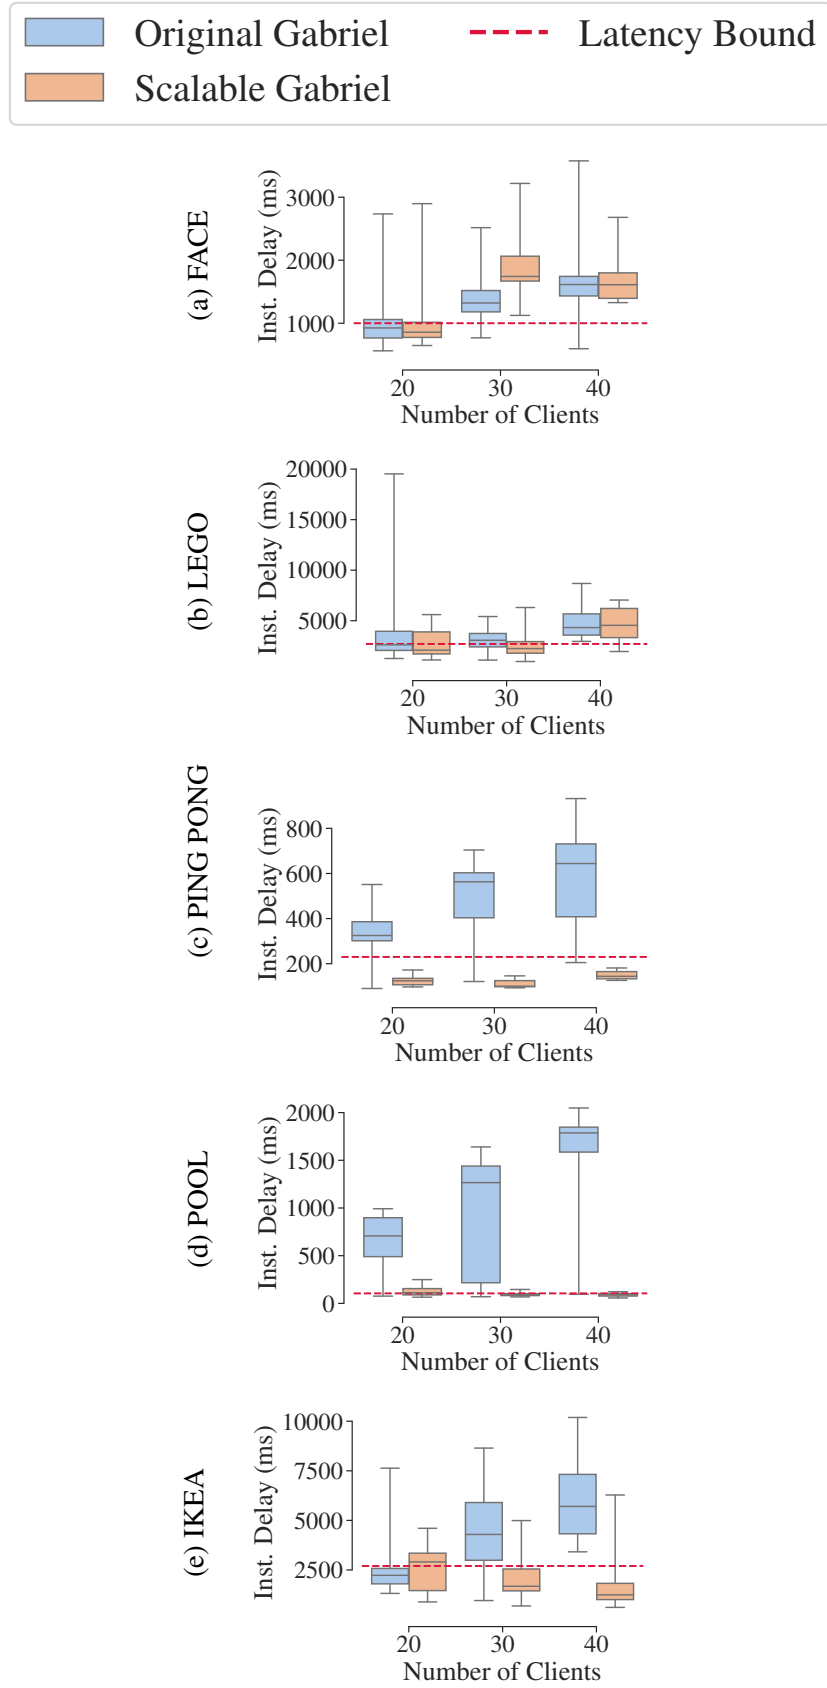 Original Gabriel
Latency Bound
Scalable Gabriel
(a) FACE
Inst. Delay (ms)
3000
2000
1000
20
30
40
Number of Clients
(b) LEGO
Inst. Delay (ms)
20000
15000
10000
5000
20
30
40
Number of Clients
(c) PING PONG
Inst. Delay (ms)
800
600
400
200
20
30
40
Number of Clients
(d) POOL
Inst. Delay (ms)
2000
1500
1000
500
0
20
30
40
Number of Clients
(e) IKEA
Inst. Delay (ms)
10000
7500
5000
2500
20
30
40
Number of Clients